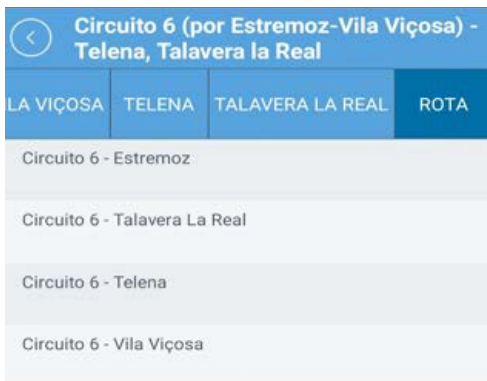 Circuito 6 (por Estremoz-Vila Viçosa) -
Telena, Talavera la Real
LA VIÇOSA TELENA TALAVERA LA REAL ROTA
Circuito 6 - Estremoz
Circuito 6 - Talavera La Real
Circuito 6 - Telena
Circuito 6 - Vila Viçosa